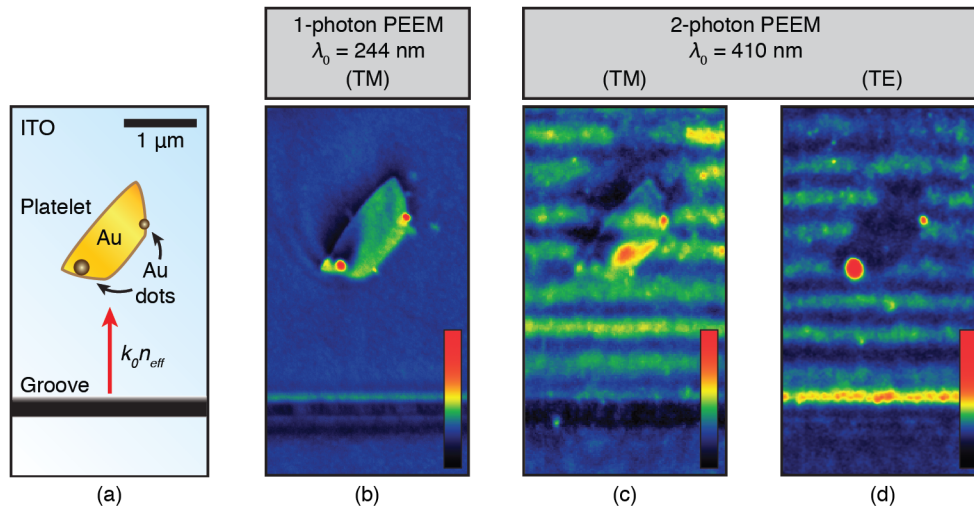 1-photon PEEM
λ₀ = 244 nm
(TM)
2-photon PEEM
λ₀ = 410 nm
(TM)
(TE)
ITO
1 μm
Platelet
Au
Au
dots
k₀nₑff
Groove
(a)
(b)
(c)
(d)